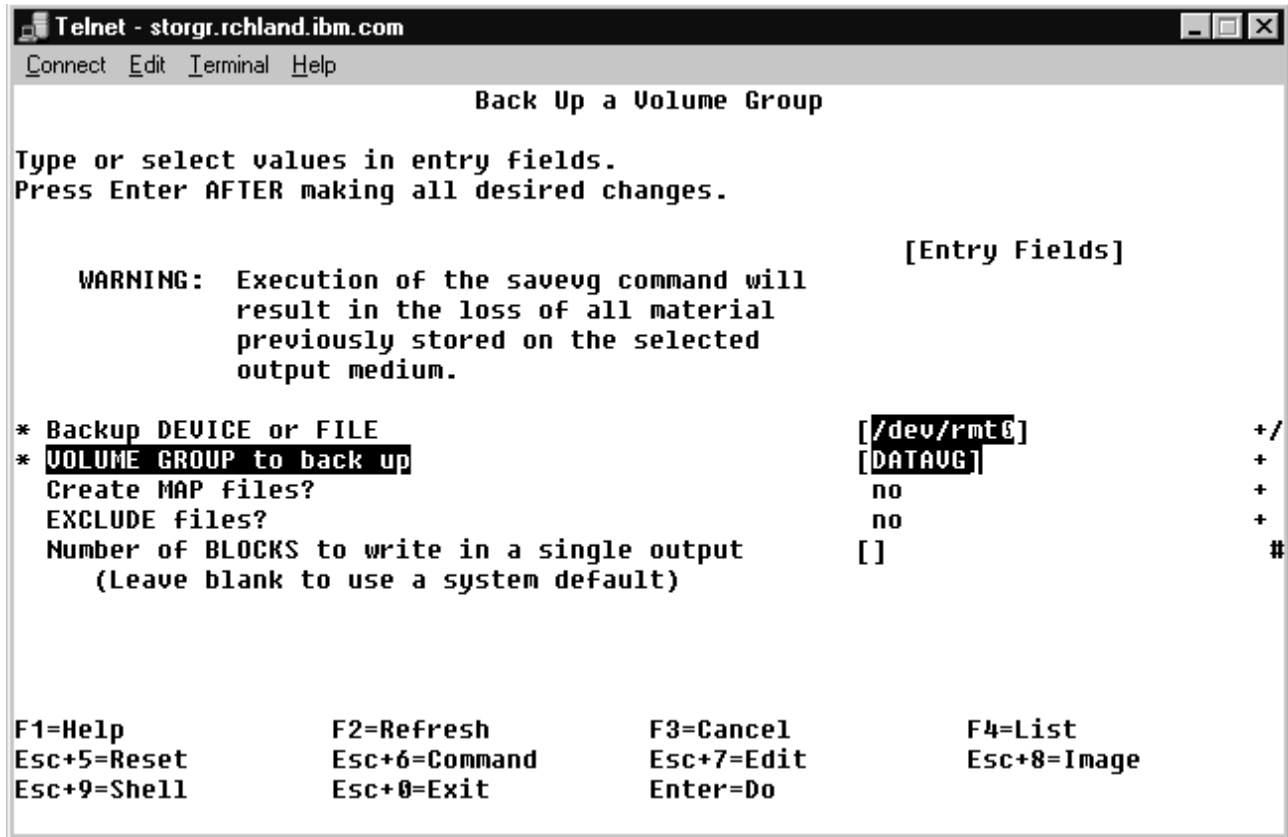 Telnet - storgr.rchland.ibm.com
Connect Edit Terminal Help
Back Up a Volume Group
Type or select values in entry fields.
Press Enter AFTER making all desired changes.
[Entry Fields]
WARNING: Execution of the savevg command will
result in the loss of all material
previously stored on the selected
output medium.
* Backup DEVICE or FILE [/dev/rmt0] +/
* VOLUME GROUP to back up [DATAVG] +
Create MAP files? no +
EXCLUDE files? no +
Number of BLOCKS to write in a single output [] #
(Leave blank to use a system default)
F1=Help F2=Refresh F3=Cancel F4=List
Esc+5=Reset Esc+6=Command Esc+7=Edit Esc+8=Image
Esc+9=Shell Esc+0=Exit Enter=Do